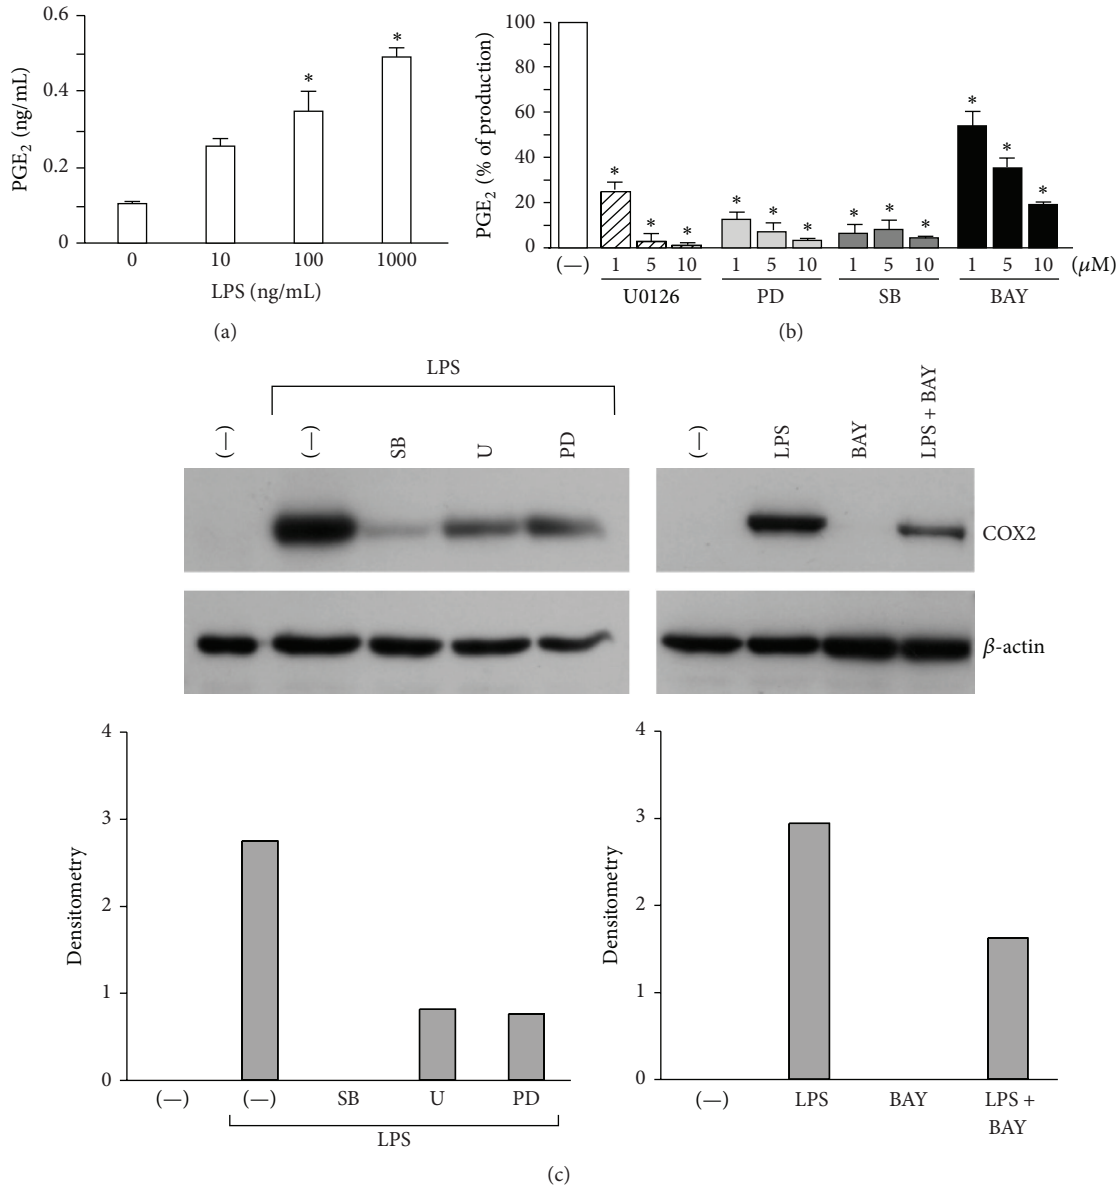 0.6
0.4
0.2
0
PGE2 (ng/mL)
* *
0 10 100 1000
LPS (ng/mL)
(a)
100
80
60
40
20
0
PGE2 (% of production)
* * * * * * * * * * * *
(—) 1 5 10 1 5 10 1 5 10 1 5 10 (μM)
U0126 PD SB BAY
(b)
LPS
(—) (—) SB U PD
(—) LPS BAY LPS + BAY
COX2
β-actin
4
3
2
1
0
Densitometry
(—) (—) SB U PD
LPS
4
3
2
1
0
Densitometry
(—) LPS BAY LPS +
BAY
(c)